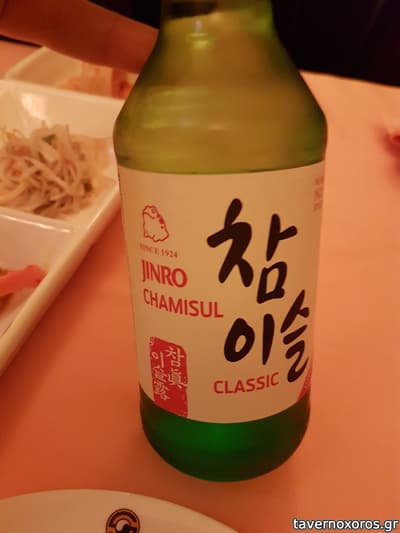 SINCE 1924
JINRO
CHAMISUL
참
이슬
CLASSIC
참眞
이슬露
tavernoxoros.gr